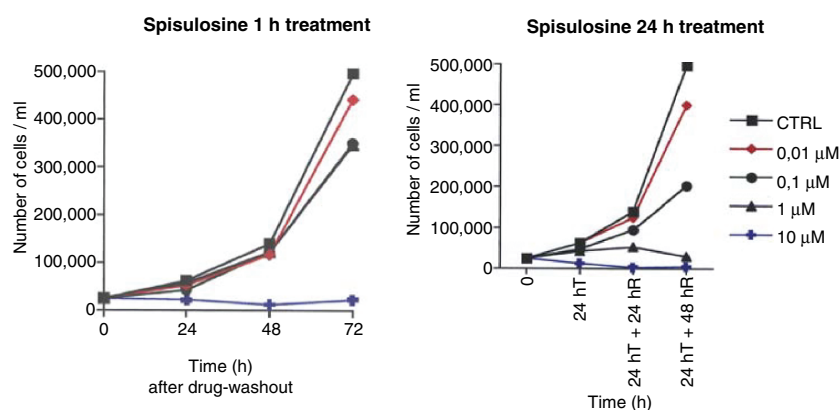 Spisulosine 1 h treatment
Number of cells / ml
500,000
400,000
300,000
200,000
100,000
0
0
24
48
72
Time (h)
after drug-washout
Spisulosine 24 h treatment
Number of cells / ml
500,000
400,000
300,000
200,000
100,000
0
0
24 hT
24 hT + 24 hR
24 hT + 48 hR
Time (h)
CTRL
0,01 μM
0,1 μM
1 μM
10 μM